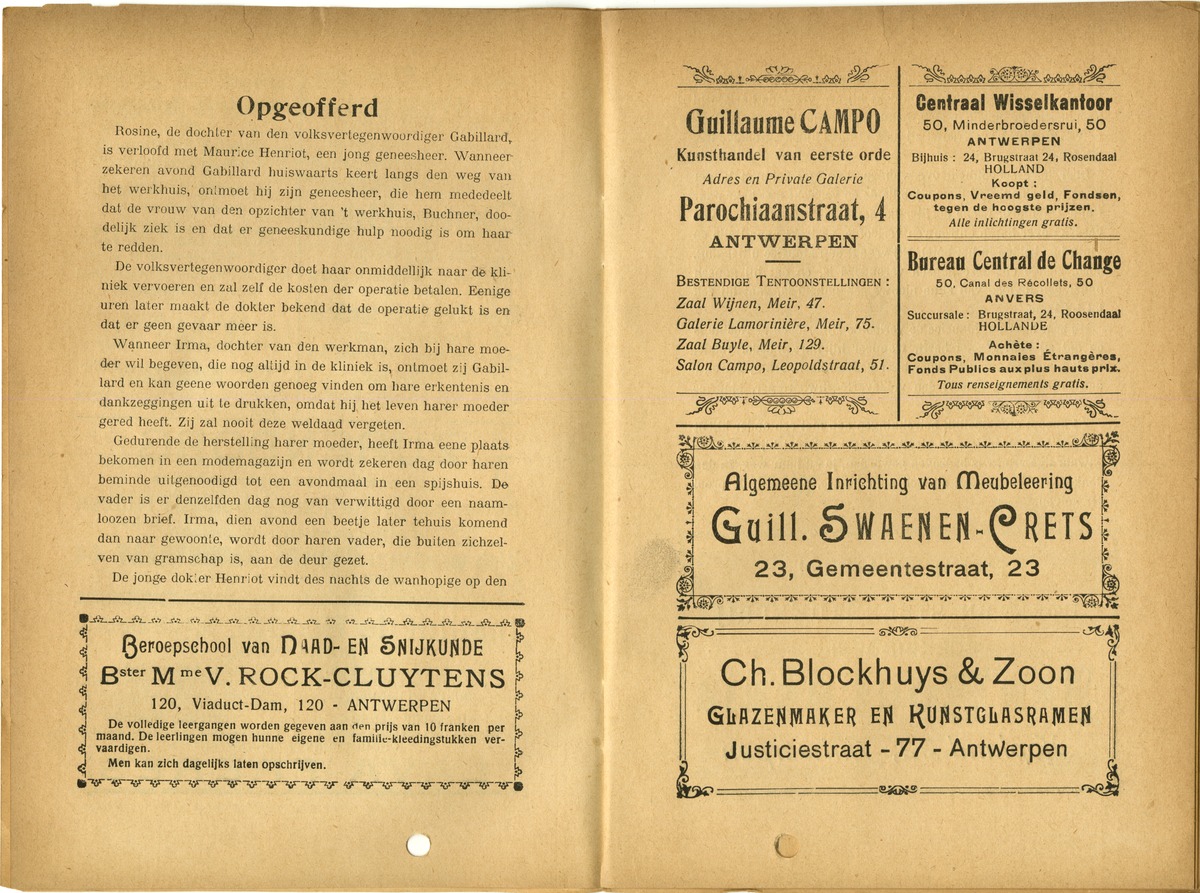 Opgeofferd
Rosine, de dochter van den volksvertegenwoordiger Gabillard,
is verloofd met Maurice Henriot, een jong geneesheer. Wanneer
zekeren avond Gabillard huiswaarts keert langs den weg van
het werkhuis, ontmoet hij zijn geneesheer, die hem mededeelt
dat de vrouw van den opzichter van 't werkhuis, Buchner, doo-
delijk ziek is en dat er geneeskundige hulp noodig is om haar
te redden.
De volksvertegenwoordiger doet haar onmiddellijk naar de kli-
niek vervoeren en zal zelf de kosten der operatie betalen. Eenige
uren later maakt de dokter bekend dat de operatie gelukt is en
dat er geen gevaar meer is.
Wanneer Irma, dochter van den werkman, zich bij hare moe-
der wil begeven, die nog altijd in de kliniek is, ontmoet zij Gabil-
lard en kan geene woorden genoeg vinden om hare erkentenis en
dankzeggingen uit te drukken, omdat hij het leven harer moeder
gered heeft. Zij zal nooit deze weldaad vergeten.
Gedurende de herstelling harer moeder, heeft Irma eene plaats
bekomen in een modemagazijn en wordt zekeren dag door haren
beminde uitgenoodigd tot een avondmaal in een spijshuis. De
vader is er denzelfden dag nog van verwittigd door een naam-
loozen brief. Irma, dien avond een beetje later tehuis komend
dan naar gewoonte, wordt door haren vader, die buiten zichzel-
ven van gramschap is, aan de deur gezet.
De jonge dokter Henriot vindt des nachts de wanhopige op den
Beroepschool van NAAD- EN SNIJKUNDE
Bster Mme V. ROCK-CLUYTENS
120, Viaduct-Dam, 120 - ANTWERPEN
De volledige leergangen worden gegeven aan den prijs van 10 franken per
maand. De leerlingen mogen hunne eigene en familie-kleedingstukken ver-
vaardigen.
Men kan zich dagelijks laten opschrijven.
Guillaume CAMPO
Kunsthandel van eerste orde
Adres en Private Galerie
Parochiaanstraat, 4
ANTWERPEN
BESTENDIGE TENTOONSTELLINGEN :
Zaal Wijnen, Meir, 47.
Galerie Lamorinière, Meir, 75.
Zaal Buyle, Meir, 129.
Salon Campo, Leopoldstraat, 51.
Centraal Wisselkantoor
50, Minderbroedersrui, 50
ANTWERPEN
Bijhuis : 24, Brugstraat 24, Rosendaal
HOLLAND
Koopt :
Coupons, Vreemd geld, Fondsen,
tegen de hoogste prijzen.
Alle inlichtingen gratis.
Bureau Central de Change
50, Canal des Récollets, 50
ANVERS
Succursale : Brugstraat, 24, Roosendaal
HOLLANDE
Achète :
Coupons, Monnaies Étrangères,
Fonds Publics aux plus hauts prix.
Tous renseignements gratis.
Algemeene Inrichting van Meubeleering
Guill. SWAENEN-CRETS
23, Gemeentestraat, 23
Ch. Blockhuys & Zoon
GLAZENMAKER EN KUNSTGLASRAMEN
Justiciestraat - 77 - Antwerpen